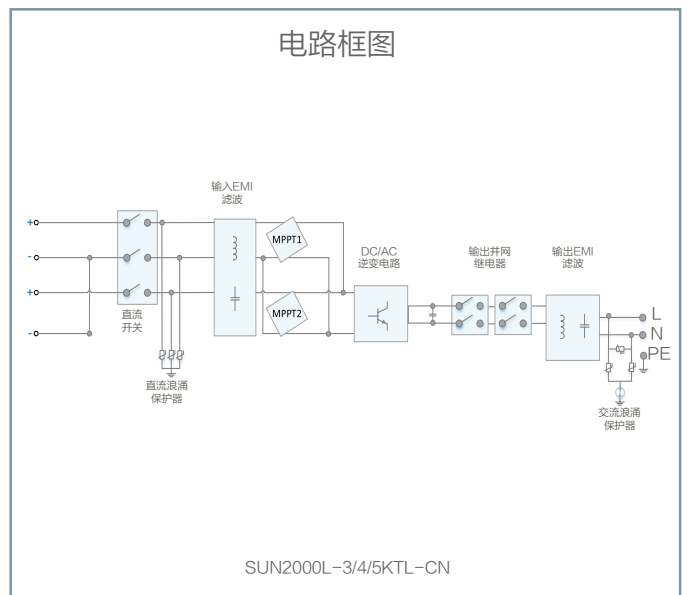 电路框图
输入EMI
滤波
+
-
+
-
MPPT1
MPPT2
直流
开关
直流浪涌
保护器
DC/AC
逆变电路
输出并网
继电器
输出EMI
滤波
L
N
PE
交流浪涌
保护器
SUN2000L-3/4/5KTL-CN